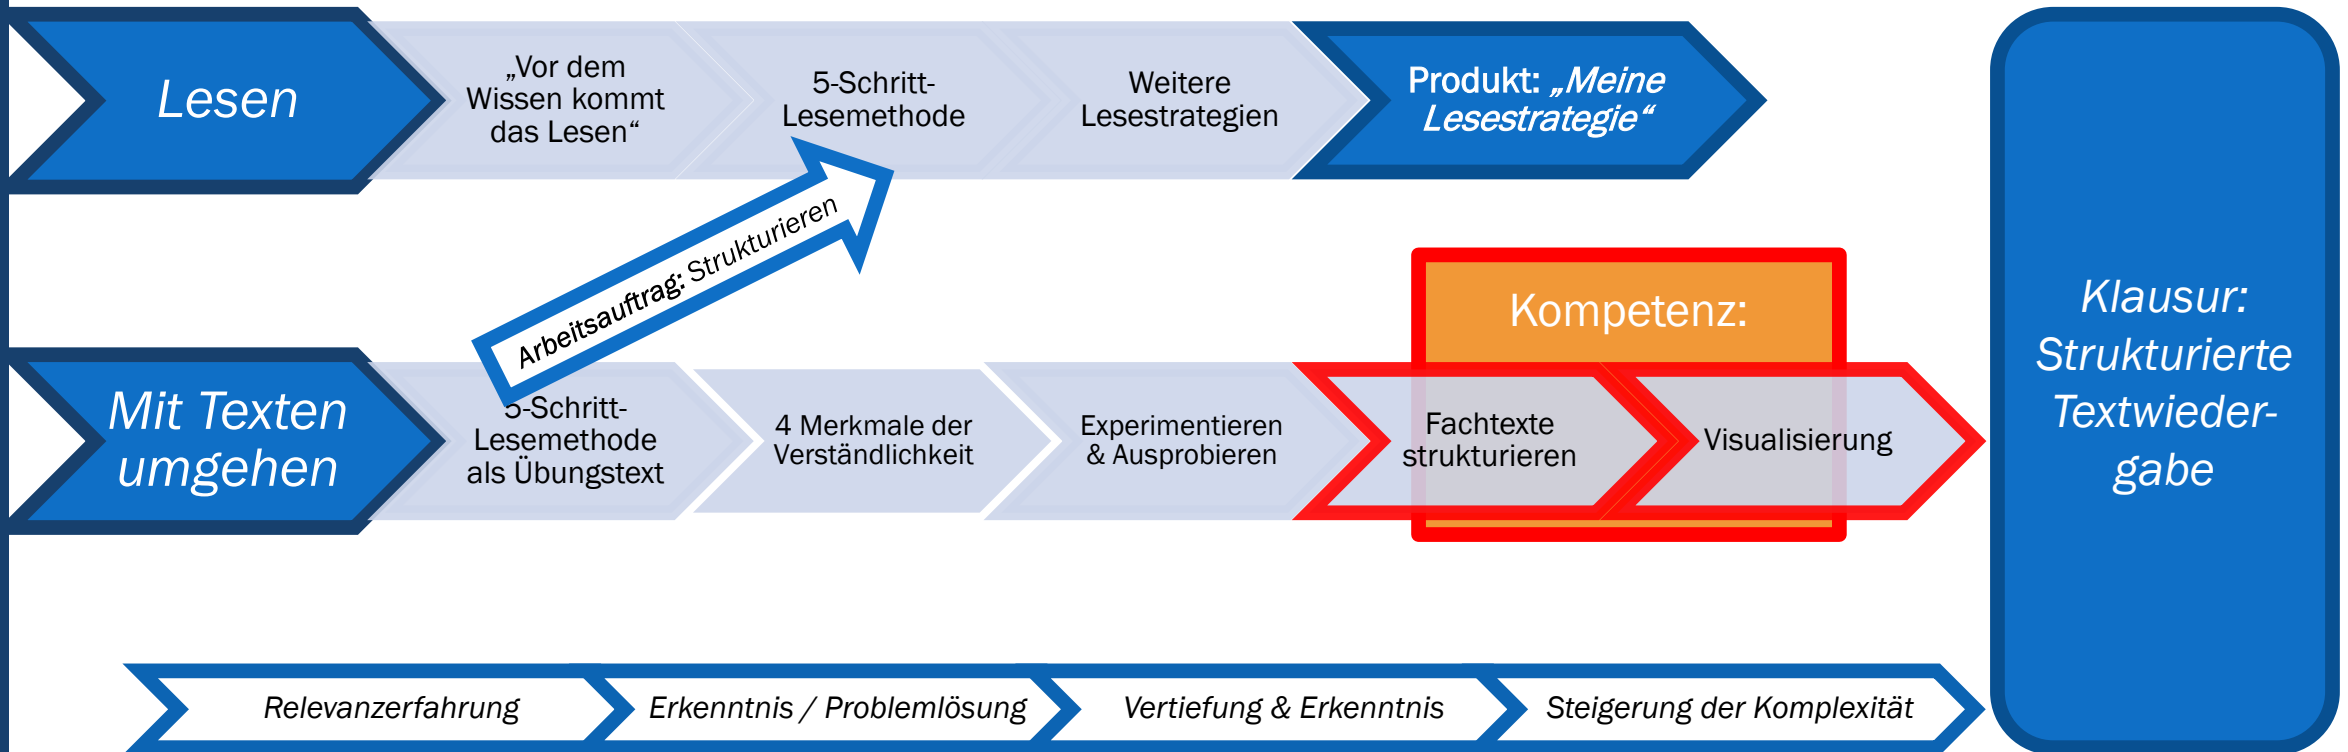 Lesen
„Vor dem
Wissen kommt
das Lesen“
5-Schritt-
Lesemethode
Weitere
Lesestrategien
Produkt: „Meine
Lesestrategie“
Arbeitsauftrag: Strukturieren
Kompetenz:
Mit Texten
umgehen
5-Schritt-
Lesemethode
als Übungstext
4 Merkmale der
Verständlichkeit
Experimentieren
& Ausprobieren
Fachtexte
strukturieren
Visualisierung
Klausur:
Strukturierte
Textwieder-
gabe
Relevanzerfahrung
Erkenntnis / Problemlösung
Vertiefung & Erkenntnis
Steigerung der Komplexität